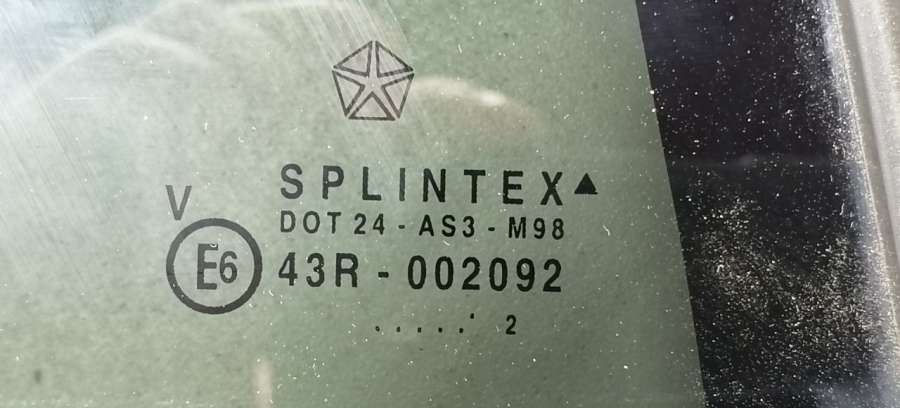 SPLINTEX▲
V
DOT 24 - AS3 - M98
E6 43R - 002092
.....' 2